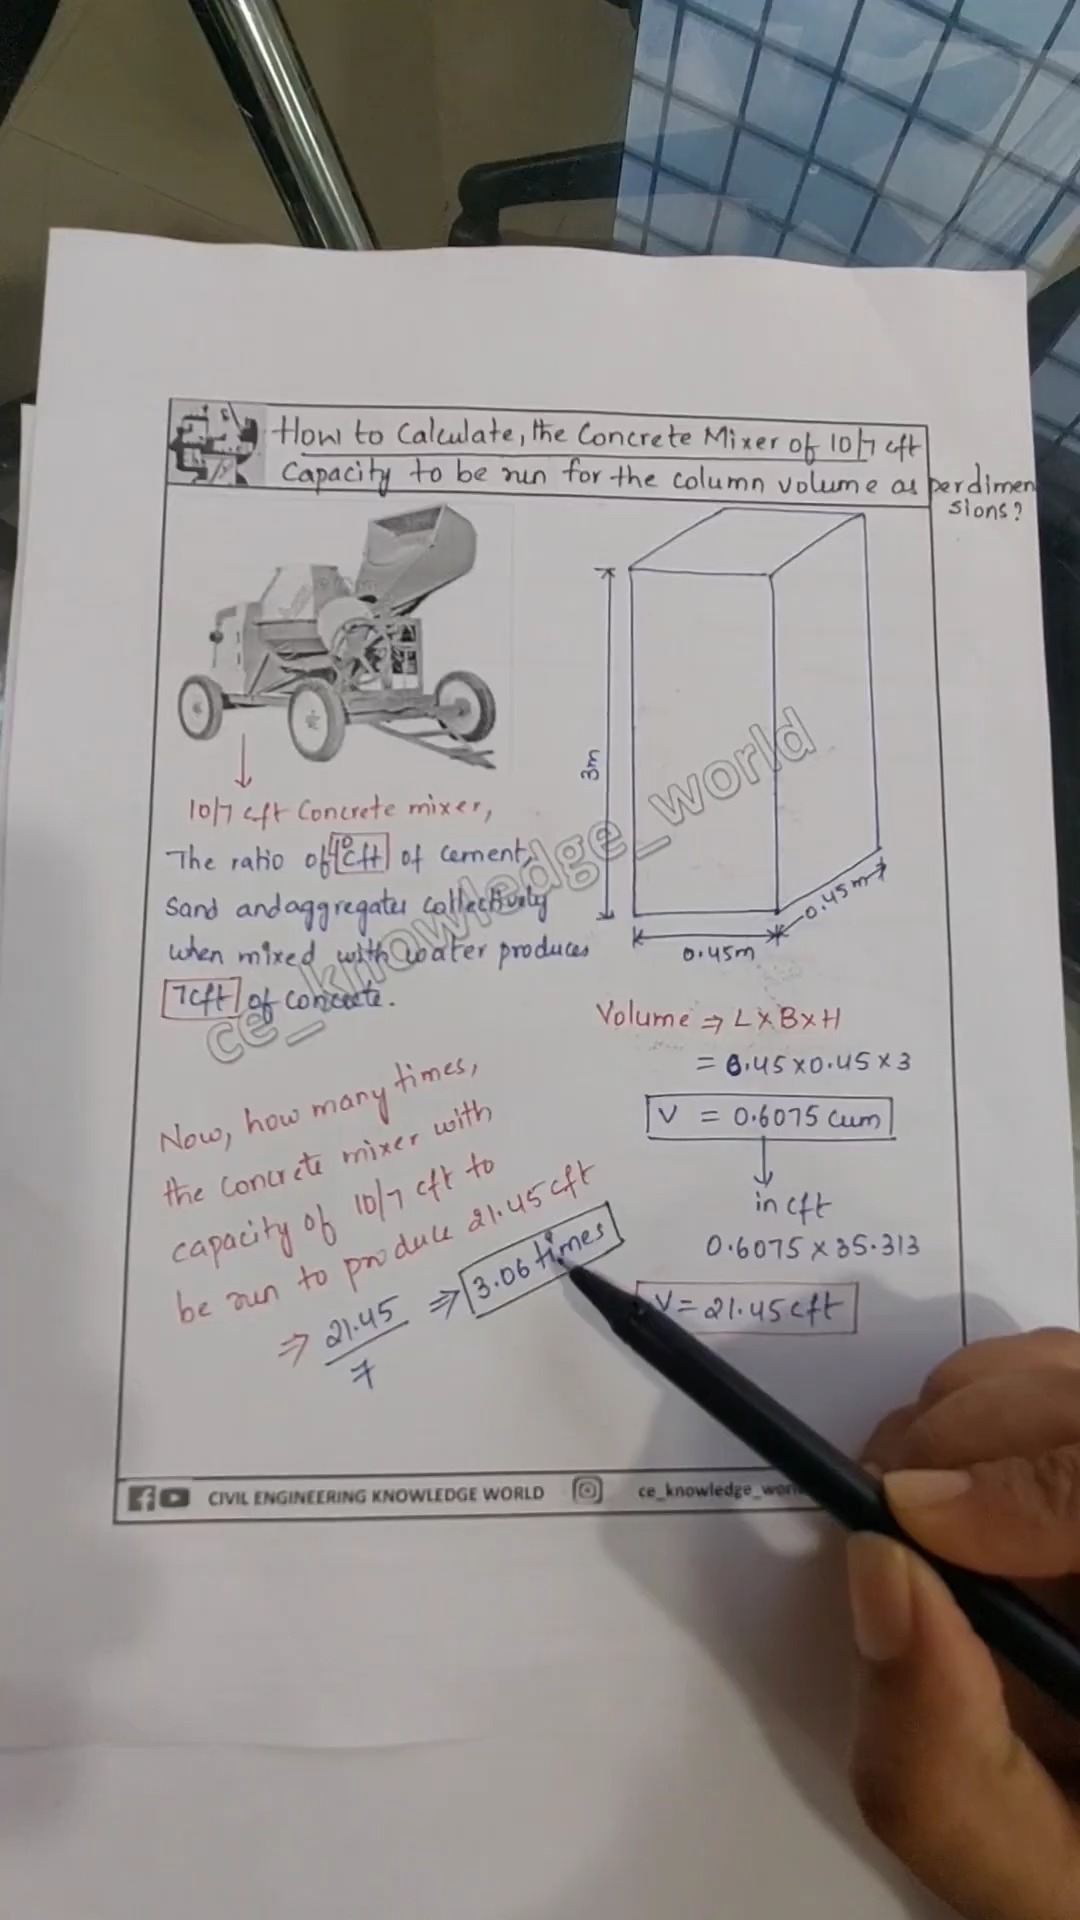 How to Calculate, the Concrete Mixer of 10/7 cft
Capacity to be run for the column volume as per dimen
sions?
10/7 cft Concrete mixer,
The ratio of 10 cft of cement,
Sand and aggregates collectively
when mixed with water produces
7 cft of concrete.
Now, how many times,
the concrete mixer with
capacity of 10/7 cft to
be run to produce 21.45 cft
⇒ 21.45
7
⇒ 3.06 times
3m
0.45m
0.45m
Volume ⇒ L×B×H
= 0.45×0.45×3
V = 0.6075 cum
in cft
0.6075×35.313
V = 21.45 cft
ce_knowledge_world
CIVIL ENGINEERING KNOWLEDGE WORLD
ce_knowledge_worl